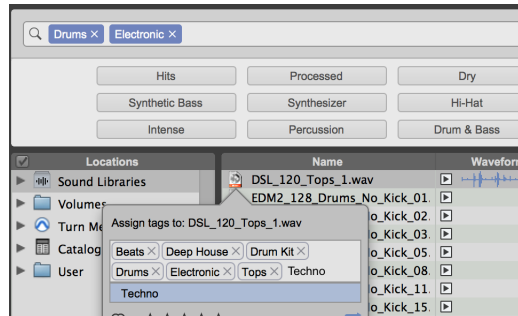 Drums × Electronic ×
Hits Processed Dry
Synthetic Bass Synthesizer Hi-Hat
Intense Percussion Drum & Bass
Locations Name Waveform
Sound Libraries DSL_120_Tops_1.wav
Volumes EDM2_128_Drums_No_Kick_01.
Turn Me o_Kick_02.
Catalog o_Kick_03.
User o_Kick_05.
Assign tags to: DSL_120_Tops_1.wav
Beats × Deep House × Drum Kit ×
Drums × Electronic × Tops × Techno
o_Kick_08.
Techno
o_Kick_11.
o_Kick_15.